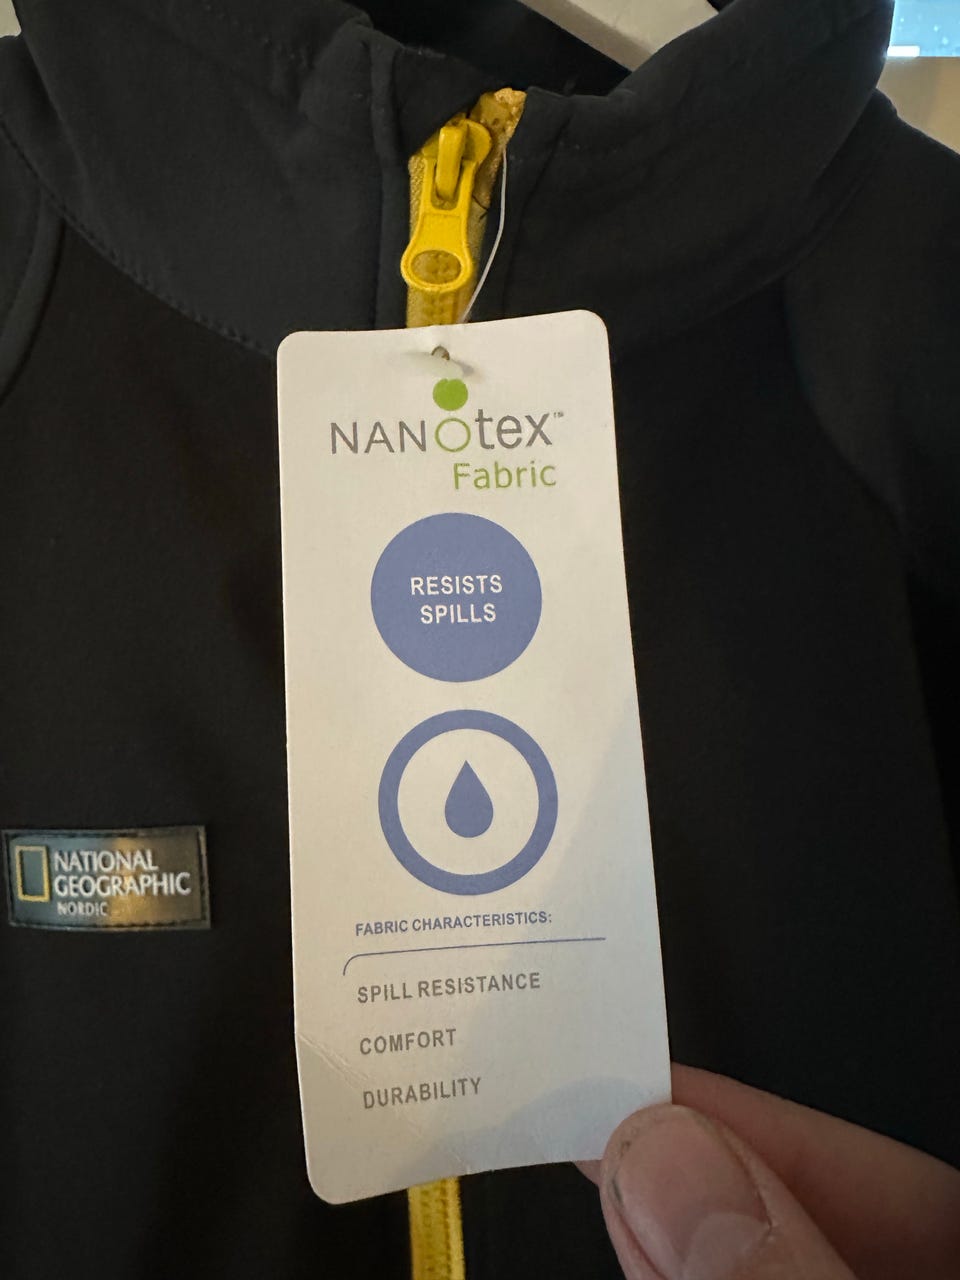 NANOtex™
Fabric
RESISTS
SPILLS
FABRIC CHARACTERISTICS:
SPILL RESISTANCE
COMFORT
DURABILITY
NATIONAL
GEOGRAPHIC
NORDIC